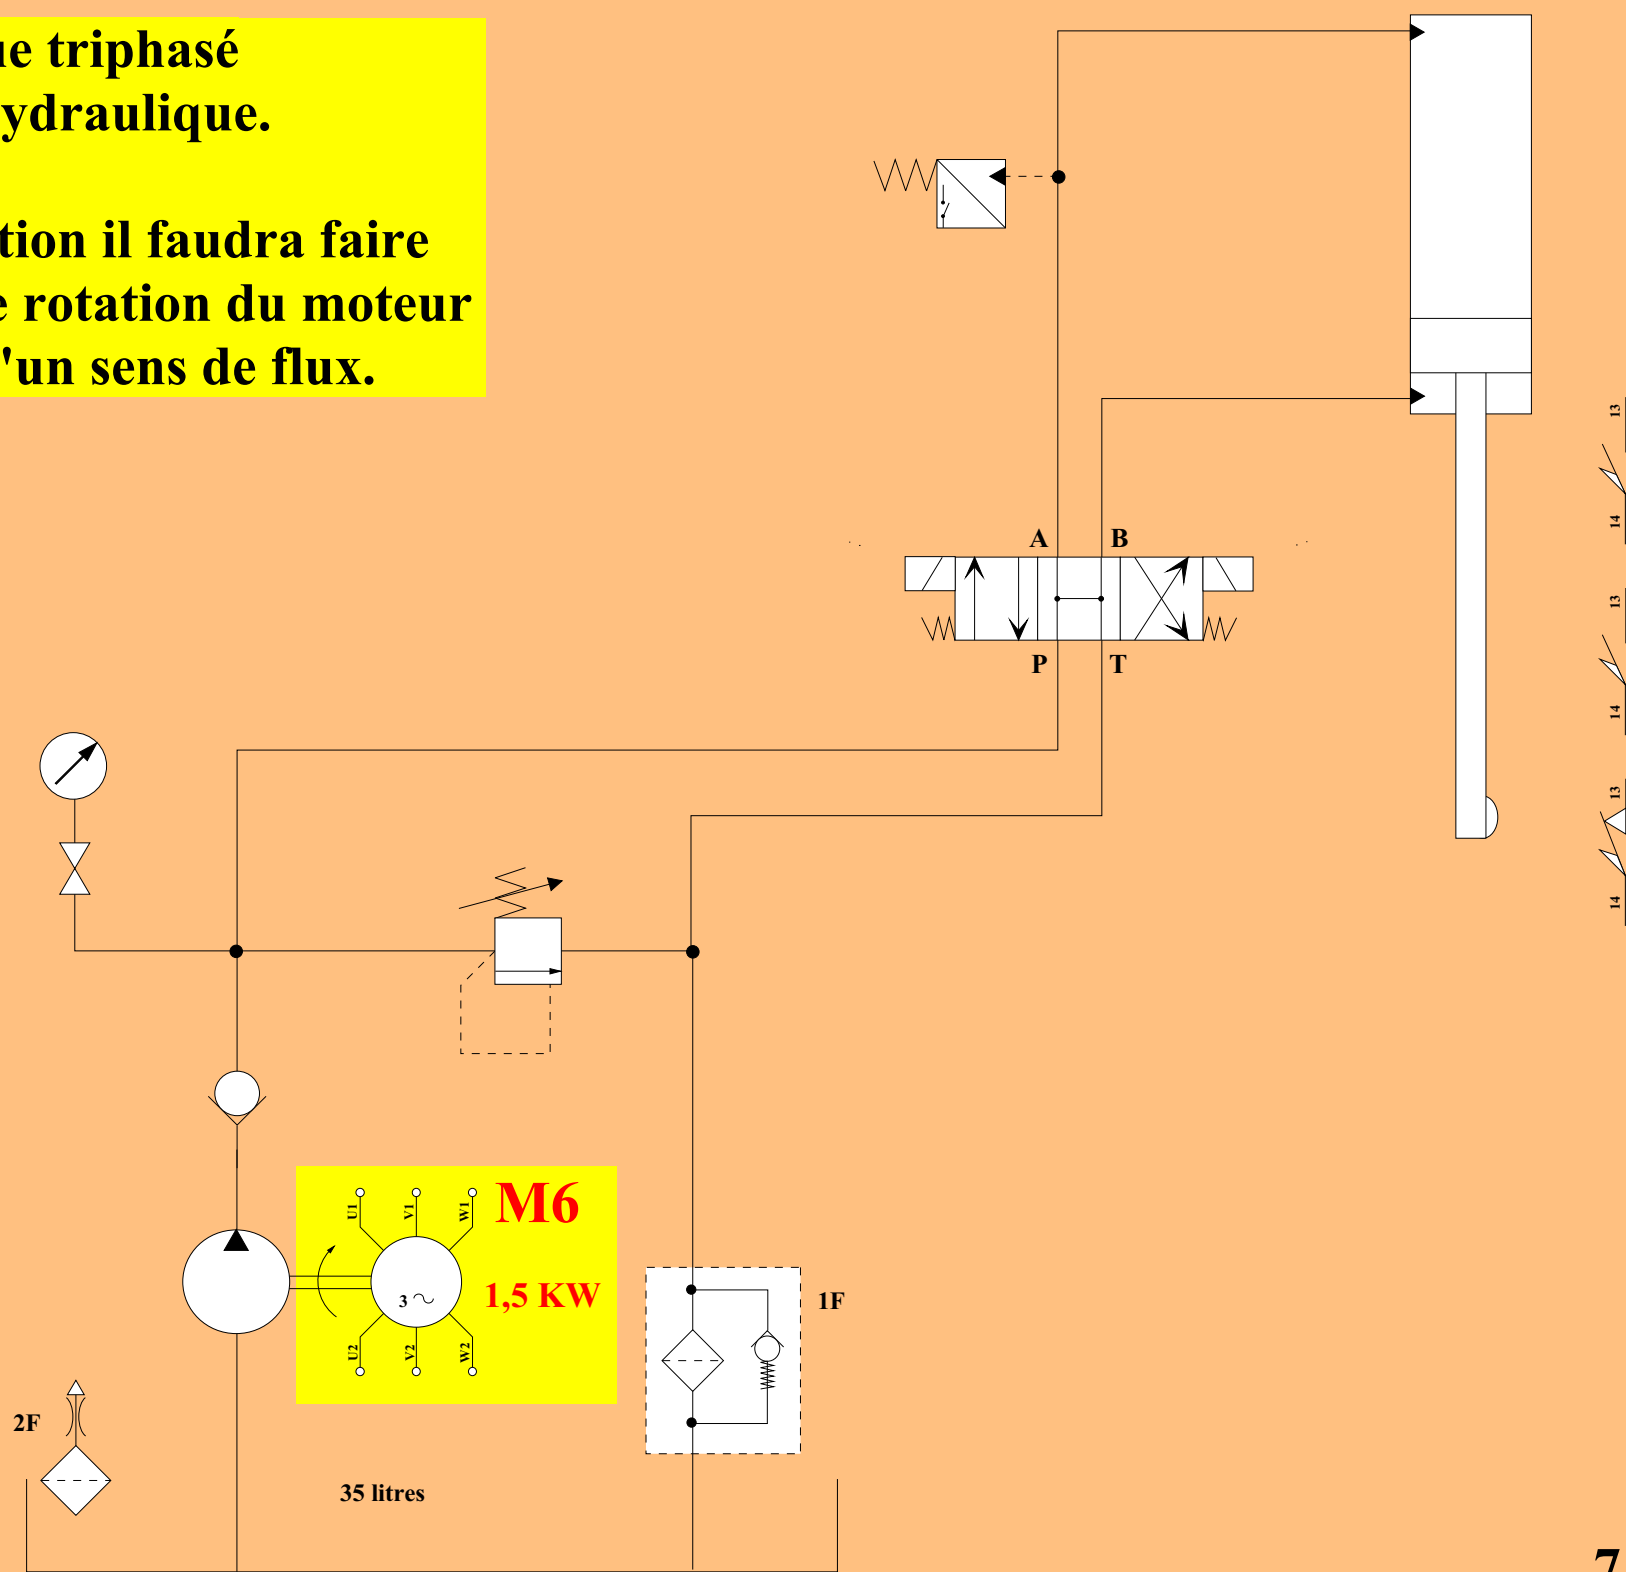 ue triphasé
ydraulique.
tion il faudra faire
e rotation du moteur
'un sens de flux.
A B
P T
13
14
13
14
13
14
U1 V1 W1
M6
1,5 KW
3
U2 V2 W2
1F
2F
35 litres
7